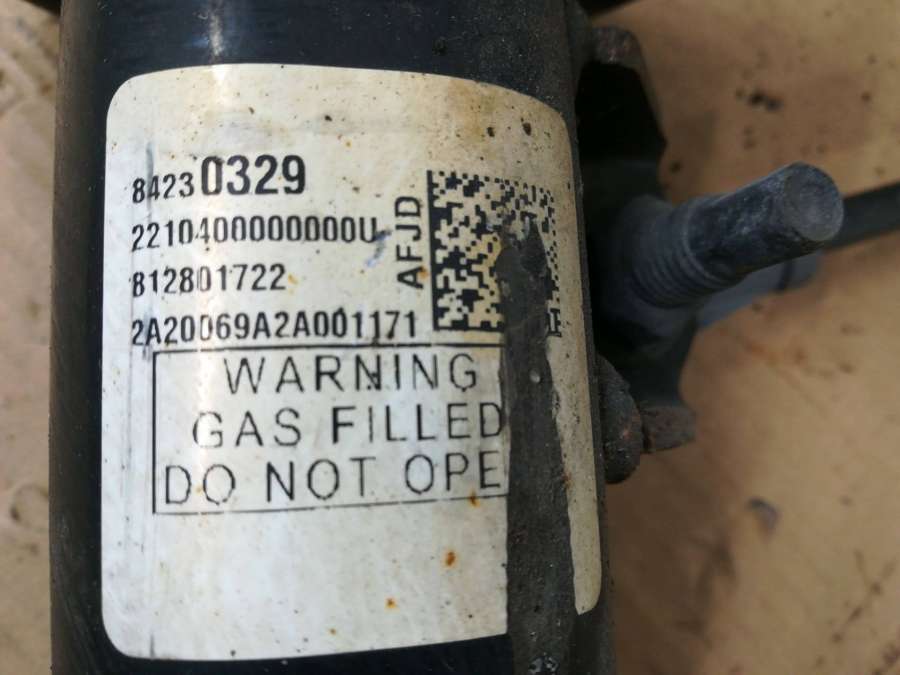 84230329
2210400000000U
812801722
2A20069A2A001171
AFJD
WARNING
GAS FILLED
DO NOT OPE